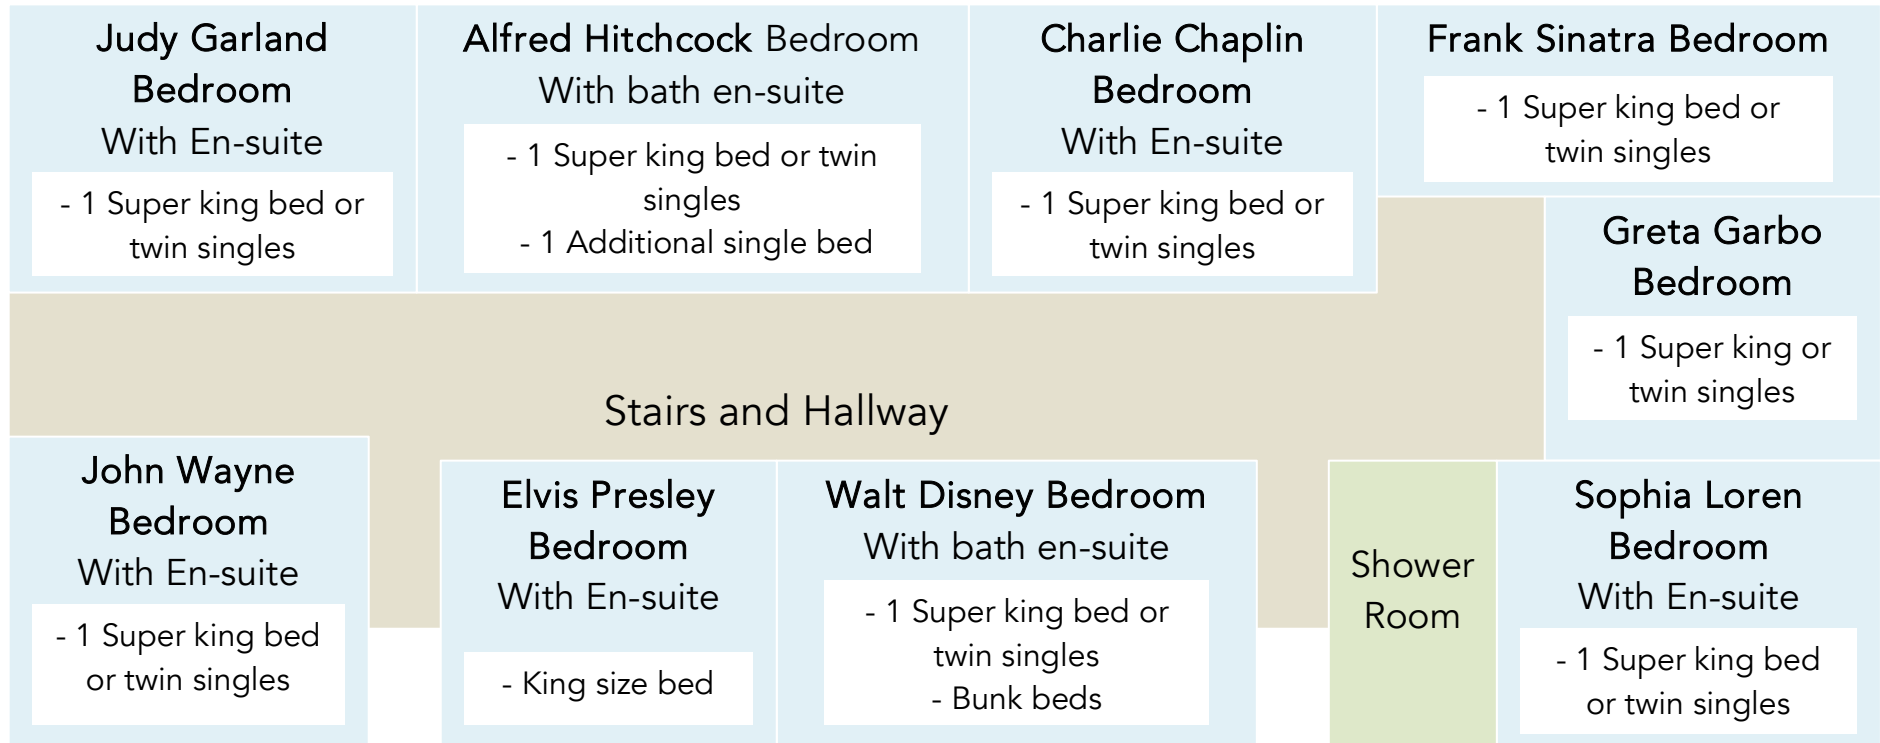 Judy Garland
Bedroom
With En-suite
- 1 Super king bed or
twin singles
Alfred Hitchcock Bedroom
With bath en-suite
- 1 Super king bed or twin
singles
- 1 Additional single bed
Charlie Chaplin
Bedroom
With En-suite
- 1 Super king bed or
twin singles
Frank Sinatra Bedroom
- 1 Super king bed or
twin singles
Greta Garbo
Bedroom
- 1 Super king or
twin singles
Stairs and Hallway
John Wayne
Bedroom
With En-suite
- 1 Super king bed
or twin singles
Elvis Presley
Bedroom
With En-suite
- King size bed
Walt Disney Bedroom
With bath en-suite
- 1 Super king bed or
twin singles
- Bunk beds
Shower
Room
Sophia Loren
Bedroom
With En-suite
- 1 Super king bed
or twin singles